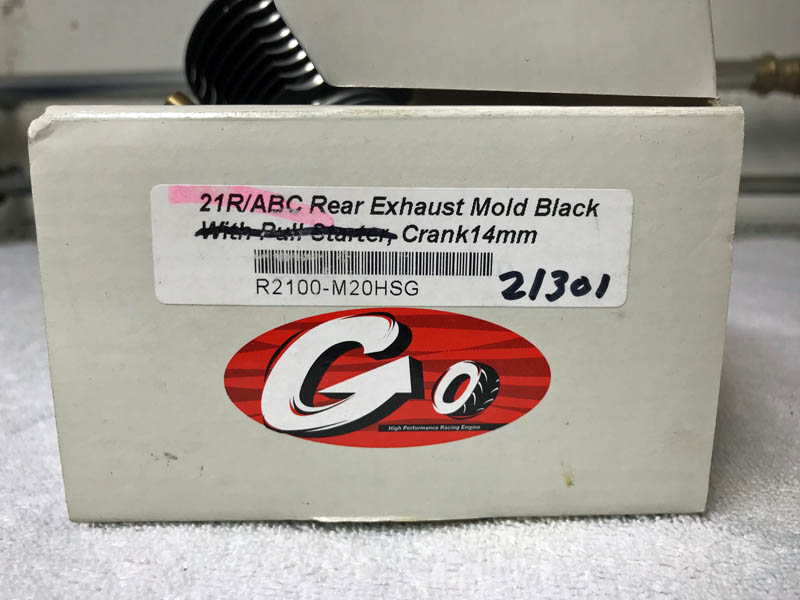 21R/ABC Rear Exhaust Mold Black
With Pull Starter, Crank14mm
R2100-M20HSG
21301
Go
High Performance Racing Engine